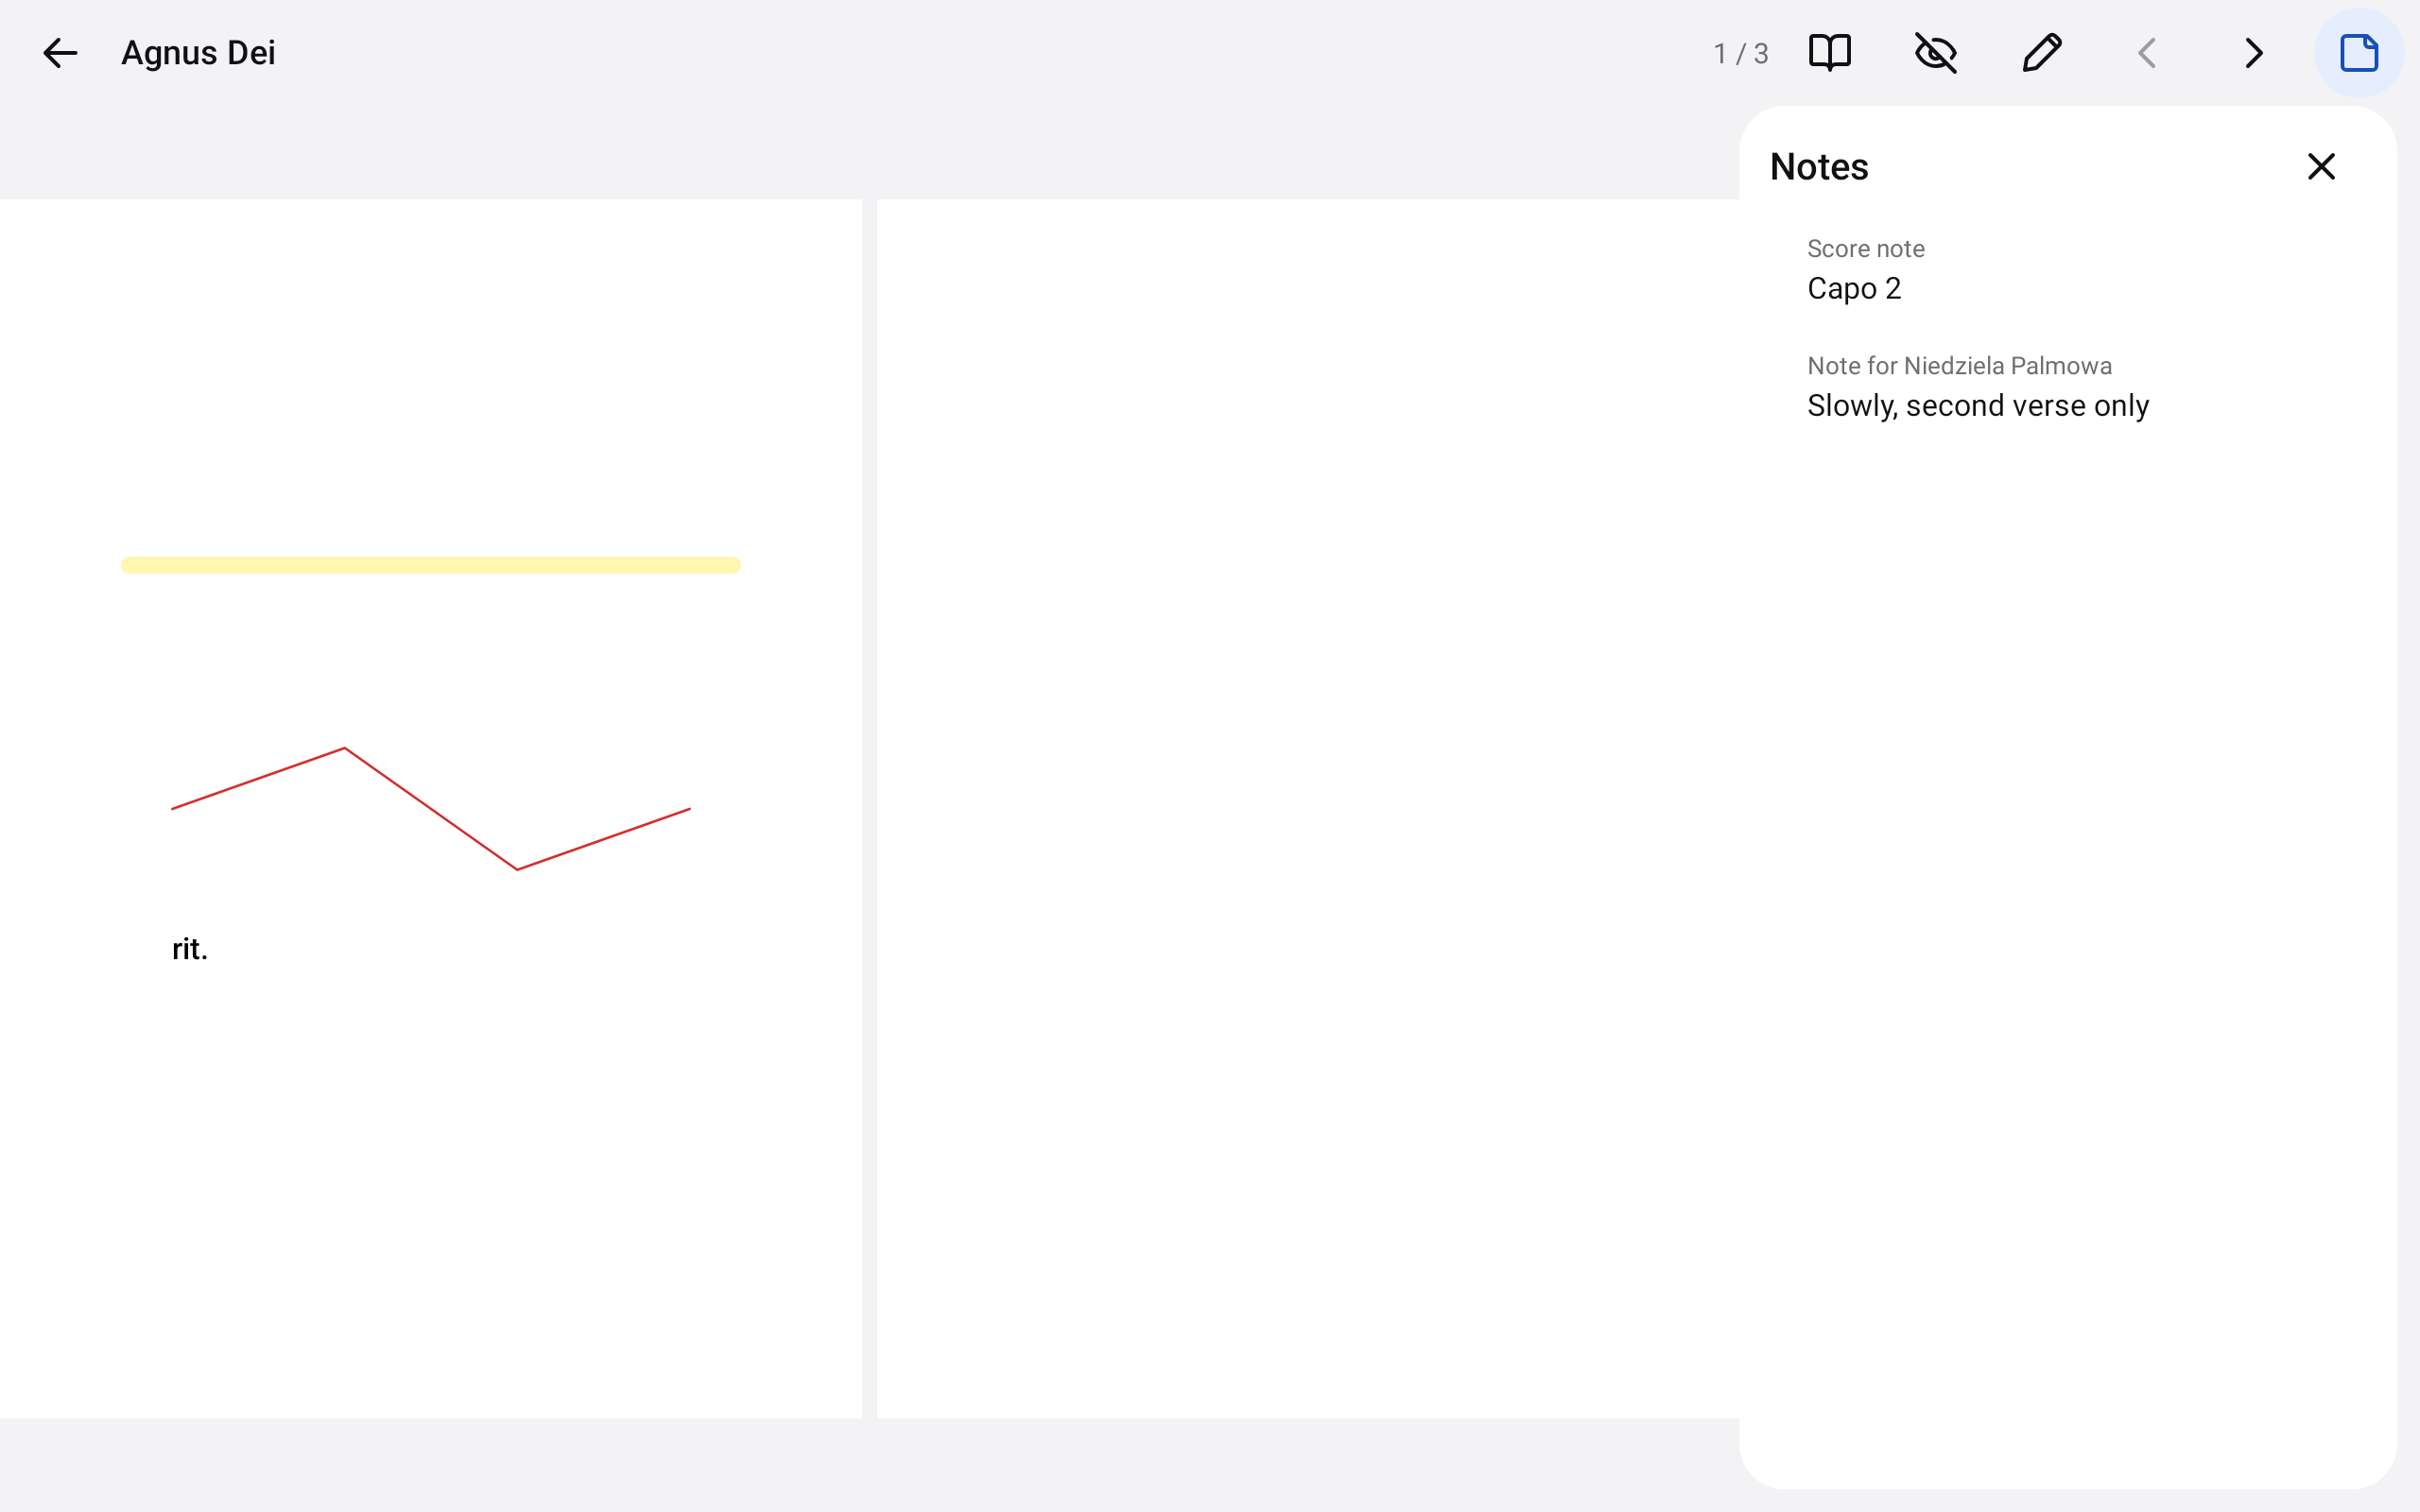 Agnus Dei
1 / 3
Notes
Score note
Capo 2
Note for Niedziela Palmowa
Slowly, second verse only
rit.